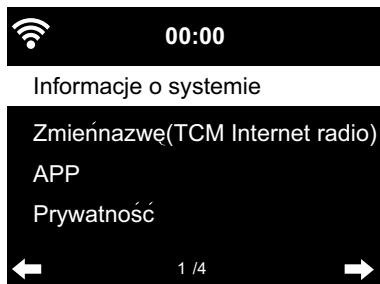 00:00
Informacje o systemie
Zmieńnazwę(TCM Internet radio)
APP
Prywatność
1 /4